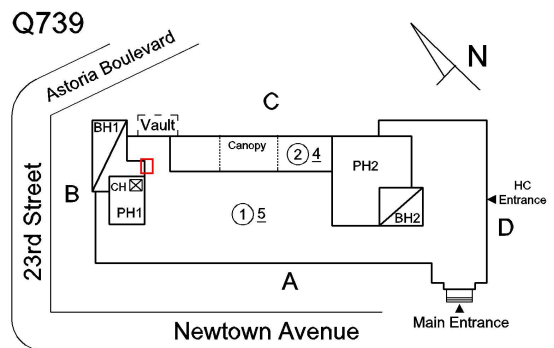 Q739
Astoria Boulevard
N
C
BH1
Vault
Canopy
② 4
PH2
CH
B
PH1
① 5
BH2
HC
Entrance
D
23rd Street
A
Main Entrance
Newtown Avenue